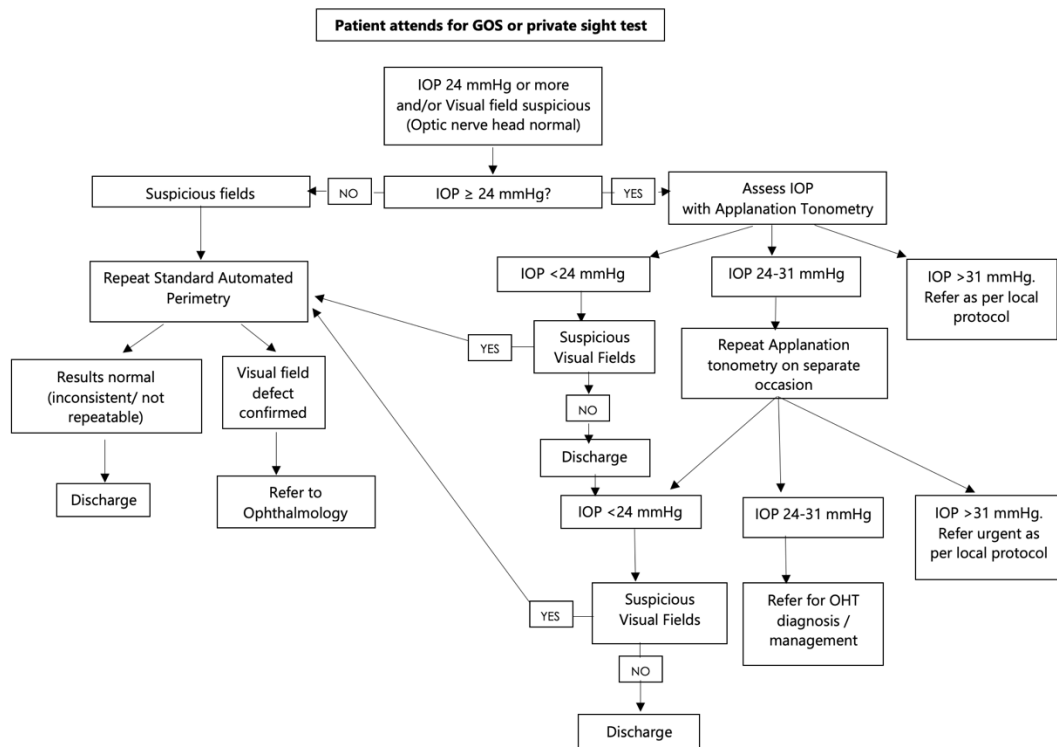 Patient attends for GOS or private sight test
IOP 24 mmHg or more
and/or Visual field suspicious
(Optic nerve head normal)
Suspicious fields
NO
IOP ≥ 24 mmHg?
YES
Assess IOP
with Applanation Tonometry
Repeat Standard Automated
Perimetry
IOP <24 mmHg
IOP 24-31 mmHg
IOP >31 mmHg.
Refer as per local
protocol
YES
Suspicious
Visual Fields
Repeat Applanation
tonometry on separate
occasion
Results normal
(inconsistent/ not
repeatable)
Visual field
defect
confirmed
NO
Discharge
Discharge
Refer to
Ophthalmology
IOP <24 mmHg
IOP 24-31 mmHg
IOP >31 mmHg.
Refer urgent as
per local protocol
YES
Suspicious
Visual Fields
Refer for OHT
diagnosis /
management
NO
Discharge